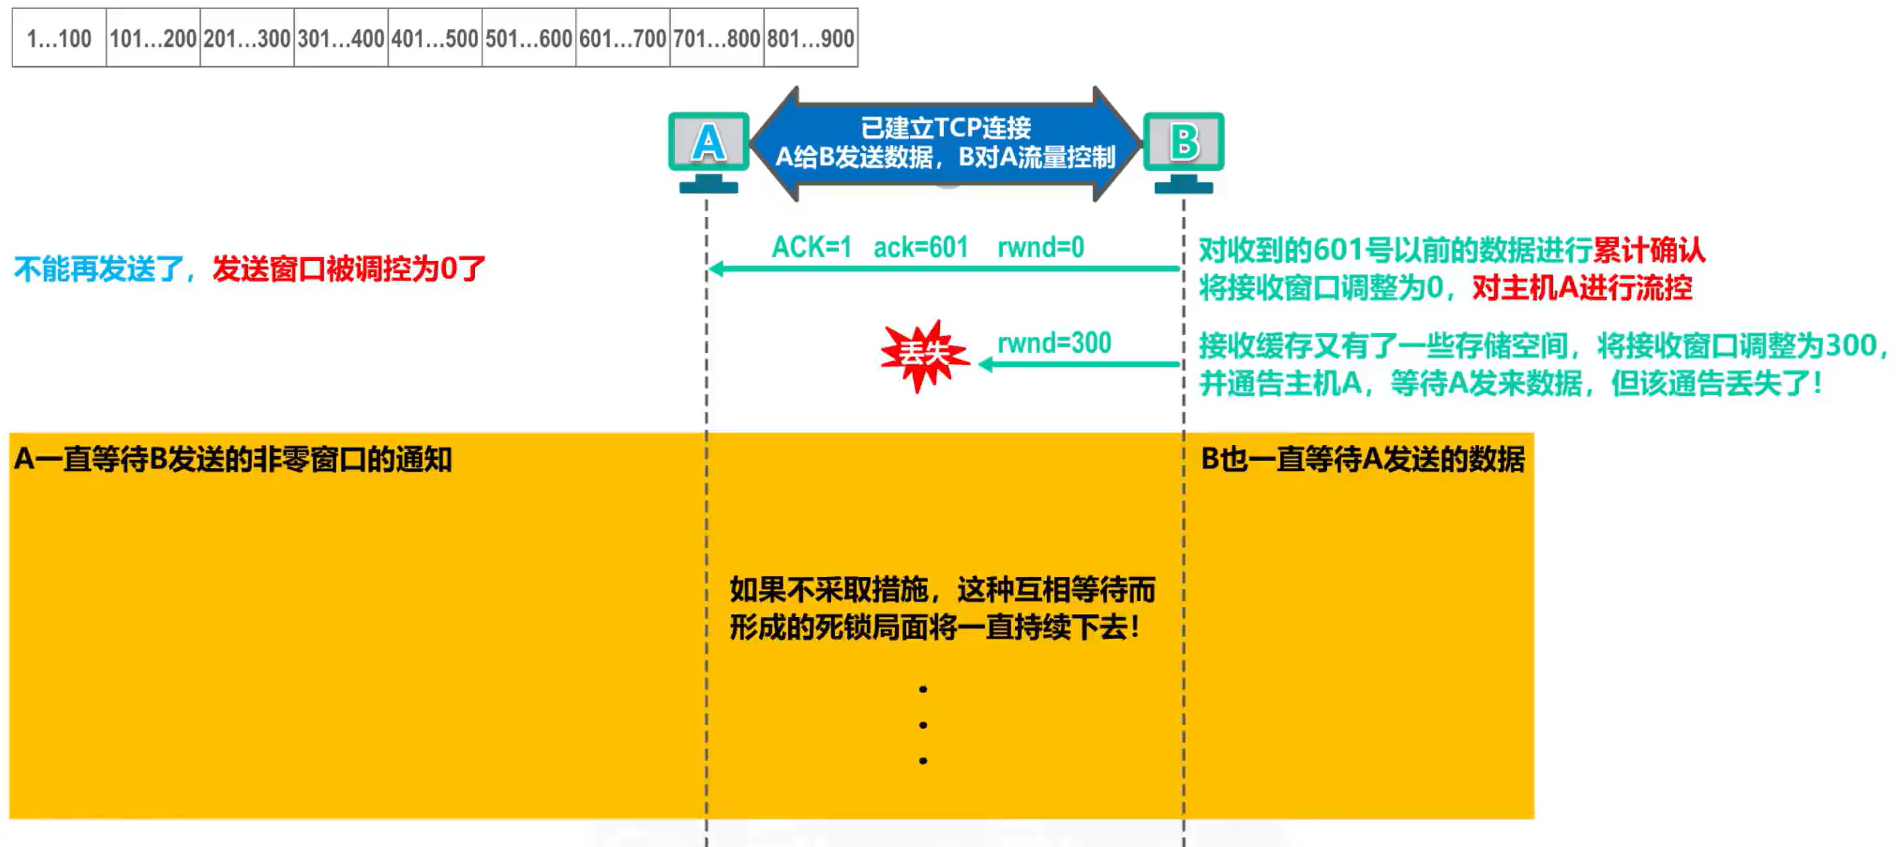 1...100 101...200 201...300 301...400 401...500 501...600 601...700 701...800 801...900
A
已建立TCP连接
A给B发送数据，B对A流量控制
B
ACK=1 ack=601 rwnd=0
对收到的601号以前的数据进行累计确认
将接收窗口调整为0，对主机A进行流控
不能再发送了，发送窗口被调控为0了
丢失
rwnd=300
接收缓存又有了一些存储空间，将接收窗口调整为300，
并通告主机A，等待A发来数据，但该通告丢失了！
A一直等待B发送的非零窗口的通知
B也一直等待A发送的数据
如果不采取措施，这种互相等待而
形成的死锁局面将一直持续下去！